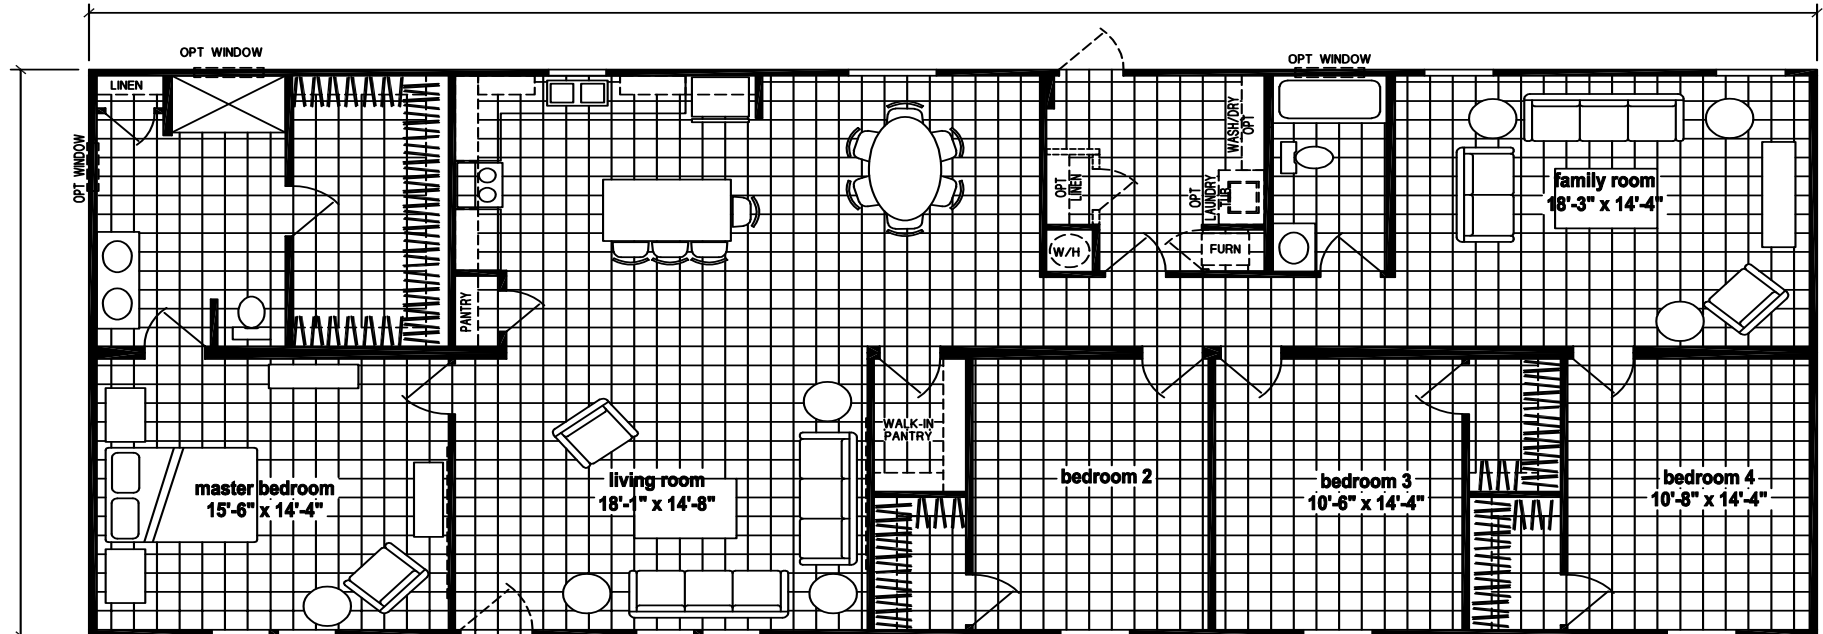 OPT WINDOW
OPT WINDOW
LINEN
OPT WINDOW
WASH/DRY
OPT
OPT
LINEN
OPT
LAUNDRY
TUB
family room
18'-3" x 14'-4"
W/H
FURN
PANTRY
WALK-IN
PANTRY
master bedroom
15'-6" x 14'-4"
living room
18'-1" x 14'-8"
bedroom 2
bedroom 3
10'-6" x 14'-4"
bedroom 4
10'-8" x 14'-4"